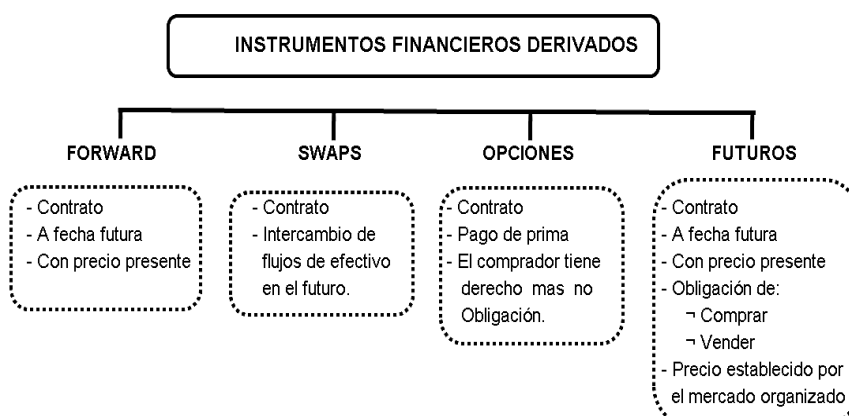 INSTRUMENTOS FINANCIEROS DERIVADOS
FORWARD
- Contrato
- A fecha futura
- Con precio presente
SWAPS
- Contrato
- Intercambio de
flujos de efectivo
en el futuro.
OPCIONES
- Contrato
- Pago de prima
- El comprador tiene
derecho mas no
Obligación.
FUTUROS
- Contrato
- A fecha futura
- Con precio presente
- Obligación de:
¬ Comprar
¬ Vender
- Precio establecido por
el mercado organizado